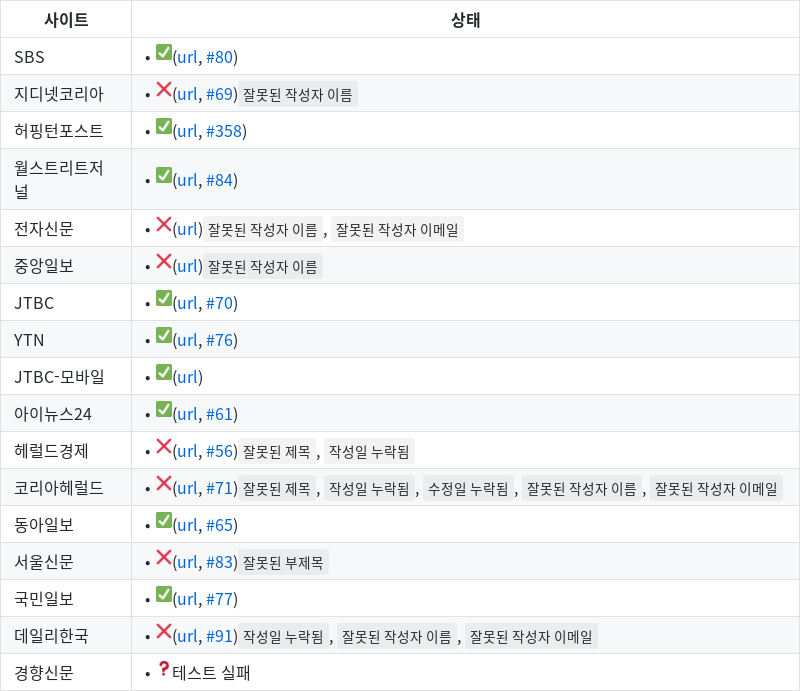 사이트 상태
SBS • ✅(url, #80)
지디넷코리아 • ❌(url, #69) 잘못된 작성자 이름
허핑턴포스트 • ✅(url, #358)
월스트리트저
널 • ✅(url, #84)
전자신문 • ❌(url) 잘못된 작성자 이름 , 잘못된 작성자 이메일
중앙일보 • ❌(url) 잘못된 작성자 이름
JTBC • ✅(url, #70)
YTN • ✅(url, #76)
JTBC-모바일 • ✅(url)
아이뉴스24 • ✅(url, #61)
헤럴드경제 • ❌(url, #56) 잘못된 제목 , 작성일 누락됨
코리아헤럴드 • ❌(url, #71) 잘못된 제목 , 작성일 누락됨 , 수정일 누락됨 , 잘못된 작성자 이름 , 잘못된 작성자 이메일
동아일보 • ✅(url, #65)
서울신문 • ❌(url, #83) 잘못된 부제목
국민일보 • ✅(url, #77)
데일리한국 • ❌(url, #91) 작성일 누락됨 , 잘못된 작성자 이름 , 잘못된 작성자 이메일
경향신문 • ❓테스트 실패